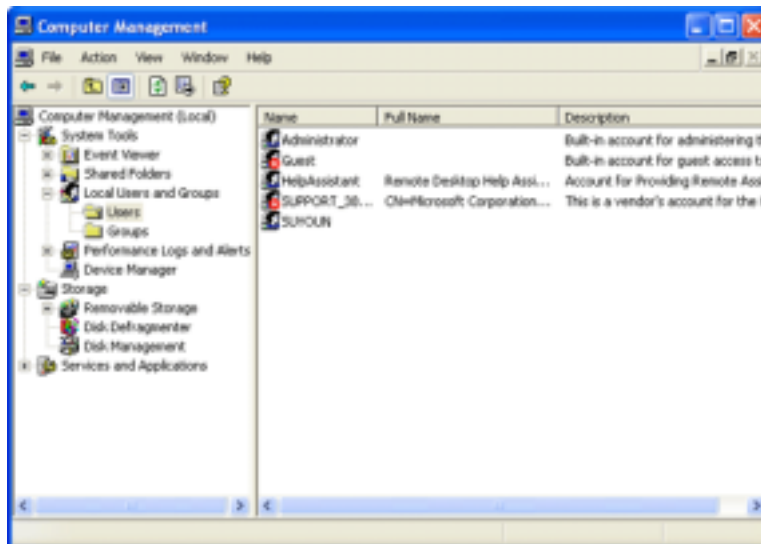 Computer Management
File Action View Window Help
Computer Management (Local)
System Tools
Event Viewer
Shared Folders
Local Users and Groups
Users
Groups
Performance Logs and Alerts
Device Manager
Storage
Removable Storage
Disk Defragmenter
Disk Management
Services and Applications
Name Full Name Description
Administrator Built-in account for administering t
Guest Built-in account for guest access t
HelpAssistant Remote Desktop Help Assi... Account for Providing Remote Assi
SUPPORT_38... CN=Microsoft Corporation... This is a vendor's account for the
SUHOUN